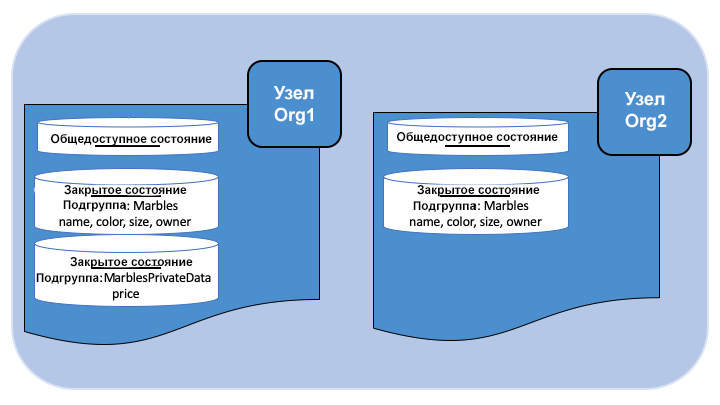 Узел
Org1
Общедоступное состояние
Закрытое состояние
Подгруппа: Marbles
name, color, size, owner
Закрытое состояние
Подгруппа:MarblesPrivateData
price
Узел
Org2
Общедоступное состояние
Закрытое состояние
Подгруппа: Marbles
name, color, size, owner